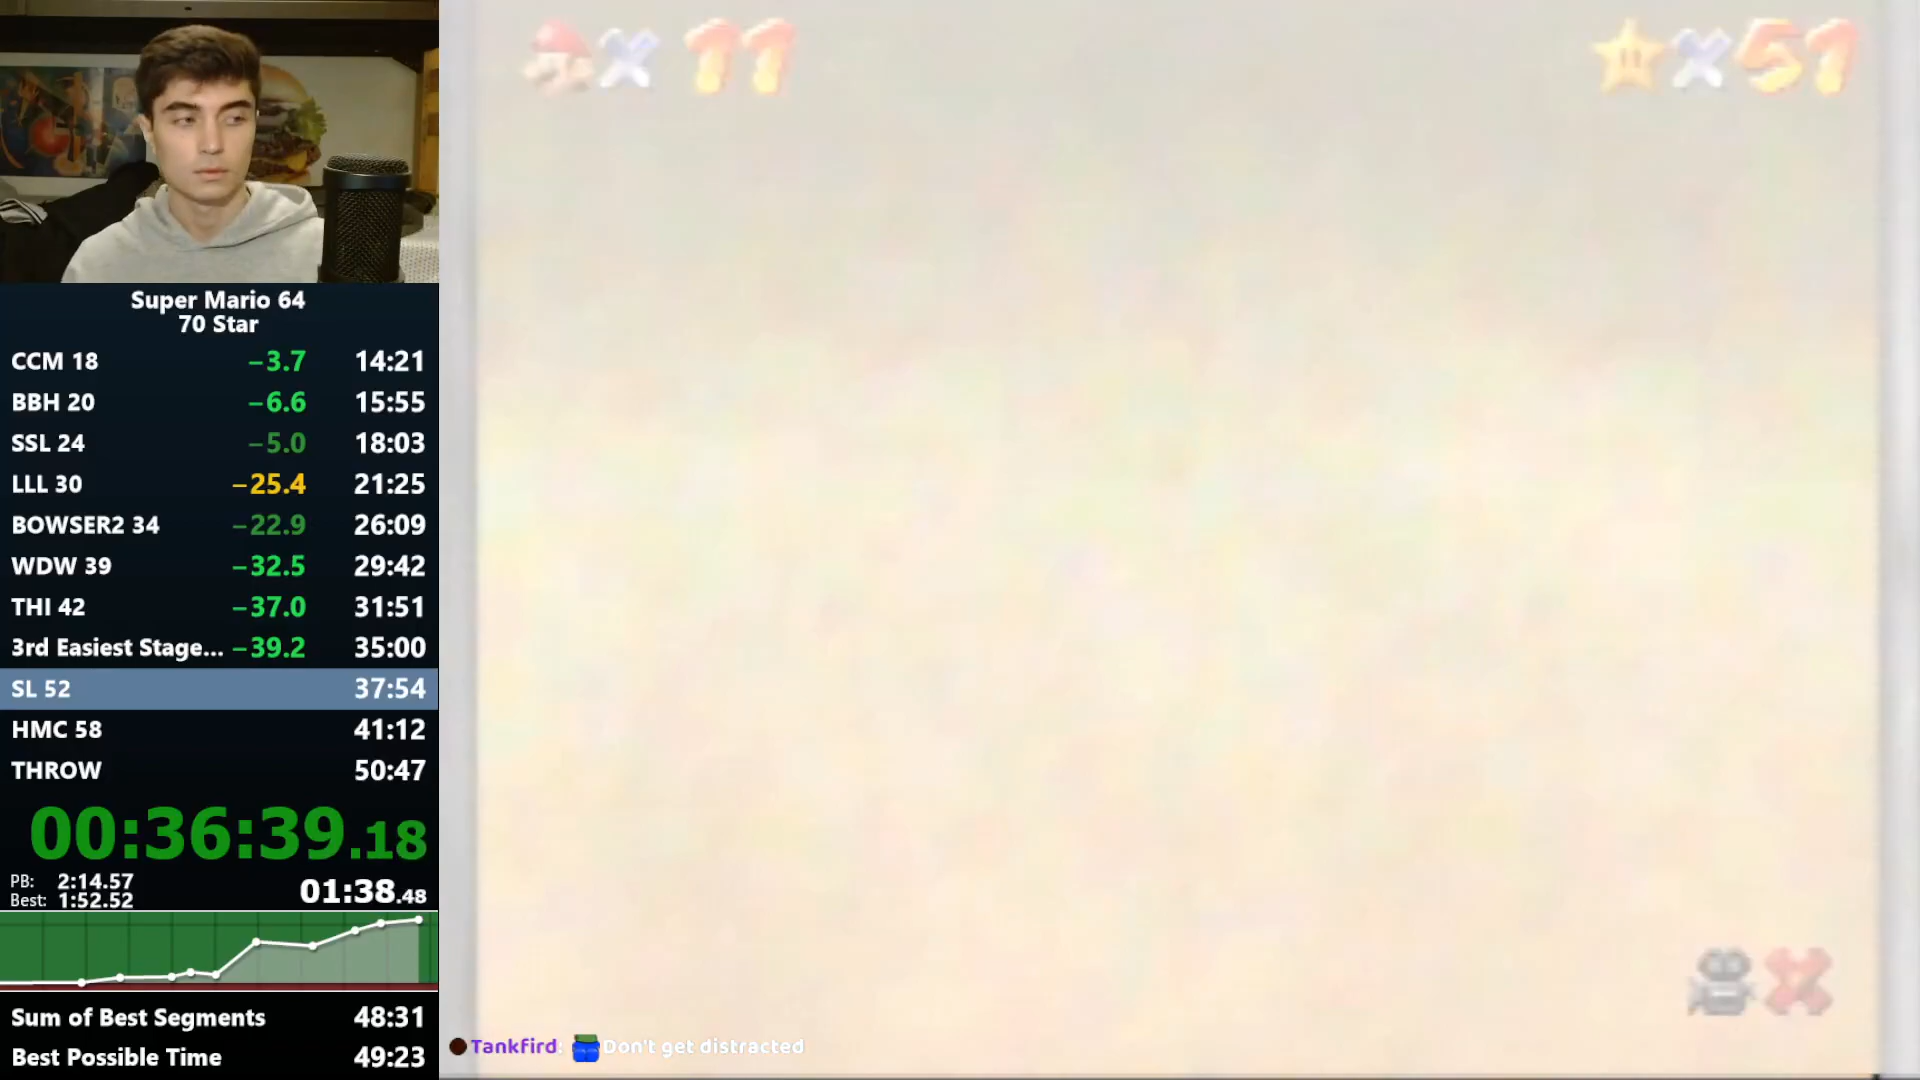 × 11
× 51
Super Mario 64
70 Star
CCM 18 −3.7 14:21
BBH 20 −6.6 15:55
SSL 24 −5.0 18:03
LLL 30 −25.4 21:25
BOWSER2 34 −22.9 26:09
WDW 39 −32.5 29:42
THI 42 −37.0 31:51
3rd Easiest Stage... −39.2 35:00
SL 52 37:54
HMC 58 41:12
THROW 50:47
00:36:39.18
PB: 2:14.57
Best: 1:52.52
01:38.48
Sum of Best Segments 48:31
Best Possible Time 49:23
Tankfird: Don't get distracted